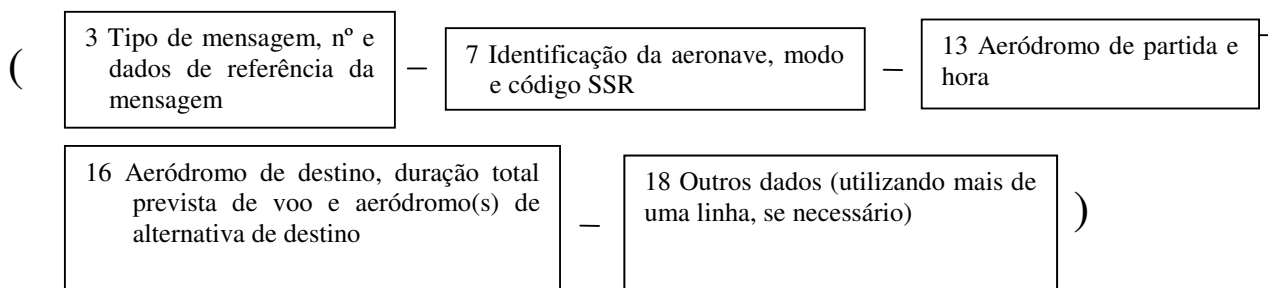 ( 3 Tipo de mensagem, nº e
dados de referência da
mensagem
– 7 Identificação da aeronave, modo
e código SSR
– 13 Aeródromo de partida e
hora –
16 Aeródromo de destino, duração total
prevista de voo e aeródromo(s) de
alternativa de destino
– 18 Outros dados (utilizando mais de
uma linha, se necessário) )